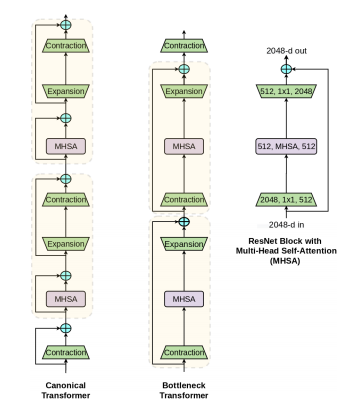 Contraction
Expansion
MHSA
Contraction
Expansion
MHSA
Contraction
Canonical
Transformer
Contraction
Expansion
MHSA
Contraction
Expansion
MHSA
Contraction
Bottleneck
Transformer
2048-d out
512, 1x1, 2048
512, MHSA, 512
2048, 1x1, 512
2048-d in
ResNet Block with
Multi-Head Self-Attention
(MHSA)